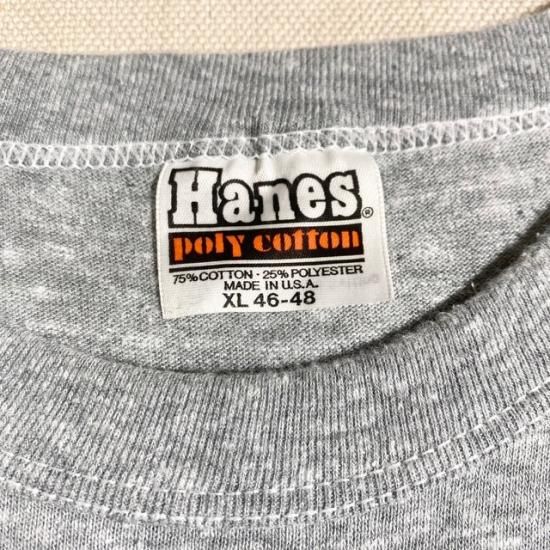 Hanes®
poly cotton
75% COTTON · 25% POLYESTER
MADE IN U.S.A.
XL 46-48